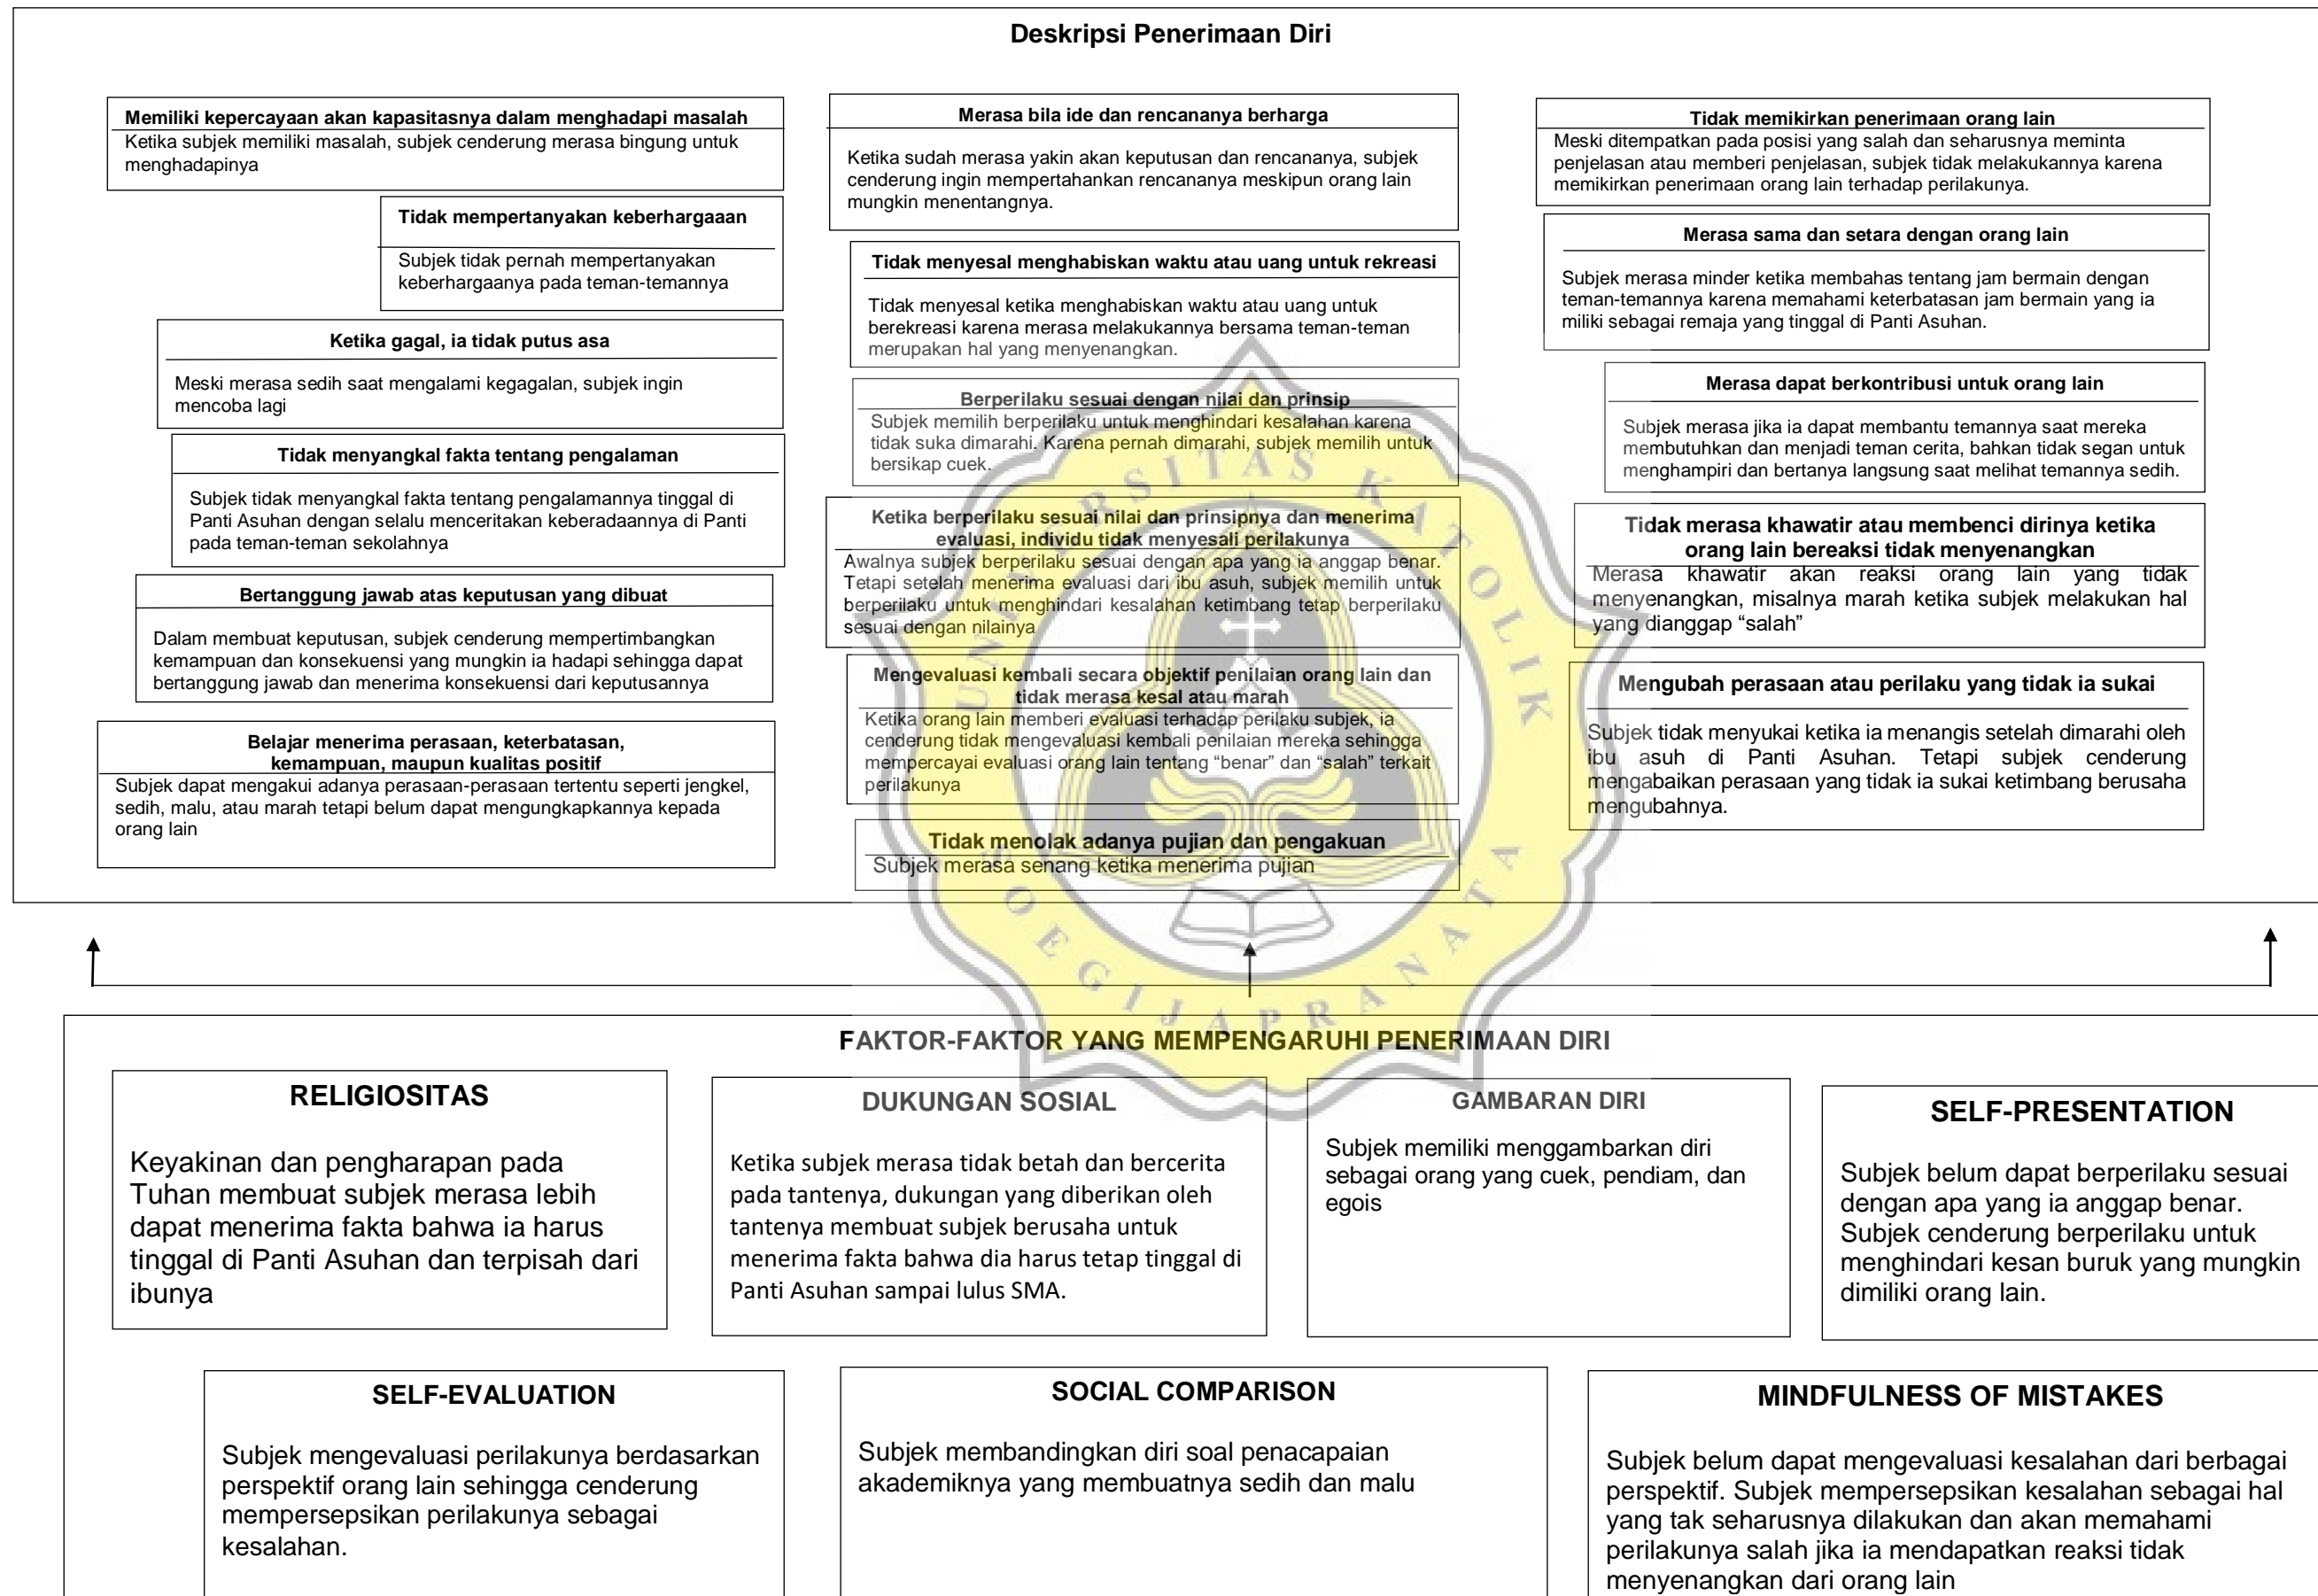 Deskripsi Penerimaan Diri
Memiliki kepercayaan akan kapasitasnya dalam menghadapi masalah
Ketika subjek memiliki masalah, subjek cenderung merasa bingung untuk
menghadapinya
Tidak mempertanyakan keberhargaaan
Subjek tidak pernah mempertanyakan
keberhargaanya pada teman-temannya
Ketika gagal, ia tidak putus asa
Meski merasa sedih saat mengalami kegagalan, subjek ingin
mencoba lagi
Tidak menyangkal fakta tentang pengalaman
Subjek tidak menyangkal fakta tentang pengalamannya tinggal di
Panti Asuhan dengan selalu menceritakan keberadaannya di Panti
pada teman-teman sekolahnya
Bertanggung jawab atas keputusan yang dibuat
Dalam membuat keputusan, subjek cenderung mempertimbangkan
kemampuan dan konsekuensi yang mungkin ia hadapi sehingga dapat
bertanggung jawab dan menerima konsekuensi dari keputusannya
Belajar menerima perasaan, keterbatasan,
kemampuan, maupun kualitas positif
Subjek dapat mengakui adanya perasaan-perasaan tertentu seperti jengkel,
sedih, malu, atau marah tetapi belum dapat mengungkapkannya kepada
orang lain
Merasa bila ide dan rencananya berharga
Ketika sudah merasa yakin akan keputusan dan rencananya, subjek
cenderung ingin mempertahankan rencananya meskipun orang lain
mungkin menentangnya.
Tidak menyesal menghabiskan waktu atau uang untuk rekreasi
Tidak menyesal ketika menghabiskan waktu atau uang untuk
berekreasi karena merasa melakukannya bersama teman-teman
merupakan hal yang menyenangkan.
Berperilaku sesuai dengan nilai dan prinsip
Subjek memilih berperilaku untuk menghindari kesalahan karena
tidak suka dimarahi. Karena pernah dimarahi, subjek memilih untuk
bersikap cuek.
Ketika berperilaku sesuai nilai dan prinsipnya dan menerima
evaluasi, individu tidak menyesali perilakunya
Awalnya subjek berperilaku sesuai dengan apa yang ia anggap benar.
Tetapi setelah menerima evaluasi dari ibu asuh, subjek memilih untuk
berperilaku untuk menghindari kesalahan ketimbang tetap berperilaku
sesuai dengan nilainya
Mengevaluasi kembali secara objektif penilaian orang lain dan
tidak merasa kesal atau marah
Ketika orang lain memberi evaluasi terhadap perilaku subjek, ia
cenderung tidak mengevaluasi kembali penilaian mereka sehingga
mempercayai evaluasi orang lain tentang “benar” dan “salah” terkait
perilakunya
Tidak menolak adanya pujian dan pengakuan
Subjek merasa senang ketika menerima pujian
Tidak memikirkan penerimaan orang lain
Meski ditempatkan pada posisi yang salah dan seharusnya meminta
penjelasan atau memberi penjelasan, subjek tidak melakukannya karena
memikirkan penerimaan orang lain terhadap perilakunya.
Merasa sama dan setara dengan orang lain
Subjek merasa minder ketika membahas tentang jam bermain dengan
teman-temannya karena memahami keterbatasan jam bermain yang ia
miliki sebagai remaja yang tinggal di Panti Asuhan.
Merasa dapat berkontribusi untuk orang lain
Subjek merasa jika ia dapat membantu temannya saat mereka
membutuhkan dan menjadi teman cerita, bahkan tidak segan untuk
menghampiri dan bertanya langsung saat melihat temannya sedih.
Tidak merasa khawatir atau membenci dirinya ketika
orang lain bereaksi tidak menyenangkan
Merasa khawatir akan reaksi orang lain yang tidak
menyenangkan, misalnya marah ketika subjek melakukan hal
yang dianggap “salah”
Mengubah perasaan atau perilaku yang tidak ia sukai
Subjek tidak menyukai ketika ia menangis setelah dimarahi oleh
ibu asuh di Panti Asuhan. Tetapi subjek cenderung
mengabaikan perasaan yang tidak ia sukai ketimbang berusaha
mengubahnya.
UNIVERSITAS KATOLIK
SOEGIJAPRANATA
FAKTOR-FAKTOR YANG MEMPENGARUHI PENERIMAAN DIRI
RELIGIOSITAS
Keyakinan dan pengharapan pada
Tuhan membuat subjek merasa lebih
dapat menerima fakta bahwa ia harus
tinggal di Panti Asuhan dan terpisah dari
ibunya
DUKUNGAN SOSIAL
Ketika subjek merasa tidak betah dan bercerita
pada tantenya, dukungan yang diberikan oleh
tantenya membuat subjek berusaha untuk
menerima fakta bahwa dia harus tetap tinggal di
Panti Asuhan sampai lulus SMA.
GAMBARAN DIRI
Subjek memiliki menggambarkan diri
sebagai orang yang cuek, pendiam, dan
egois
SELF-PRESENTATION
Subjek belum dapat berperilaku sesuai
dengan apa yang ia anggap benar.
Subjek cenderung berperilaku untuk
menghindari kesan buruk yang mungkin
dimiliki orang lain.
SELF-EVALUATION
Subjek mengevaluasi perilakunya berdasarkan
perspektif orang lain sehingga cenderung
mempersepsikan perilakunya sebagai
kesalahan.
SOCIAL COMPARISON
Subjek membandingkan diri soal penacapaian
akademiknya yang membuatnya sedih dan malu
MINDFULNESS OF MISTAKES
Subjek belum dapat mengevaluasi kesalahan dari berbagai
perspektif. Subjek mempersepsikan kesalahan sebagai hal
yang tak seharusnya dilakukan dan akan memahami
perilakunya salah jika ia mendapatkan reaksi tidak
menyenangkan dari orang lain